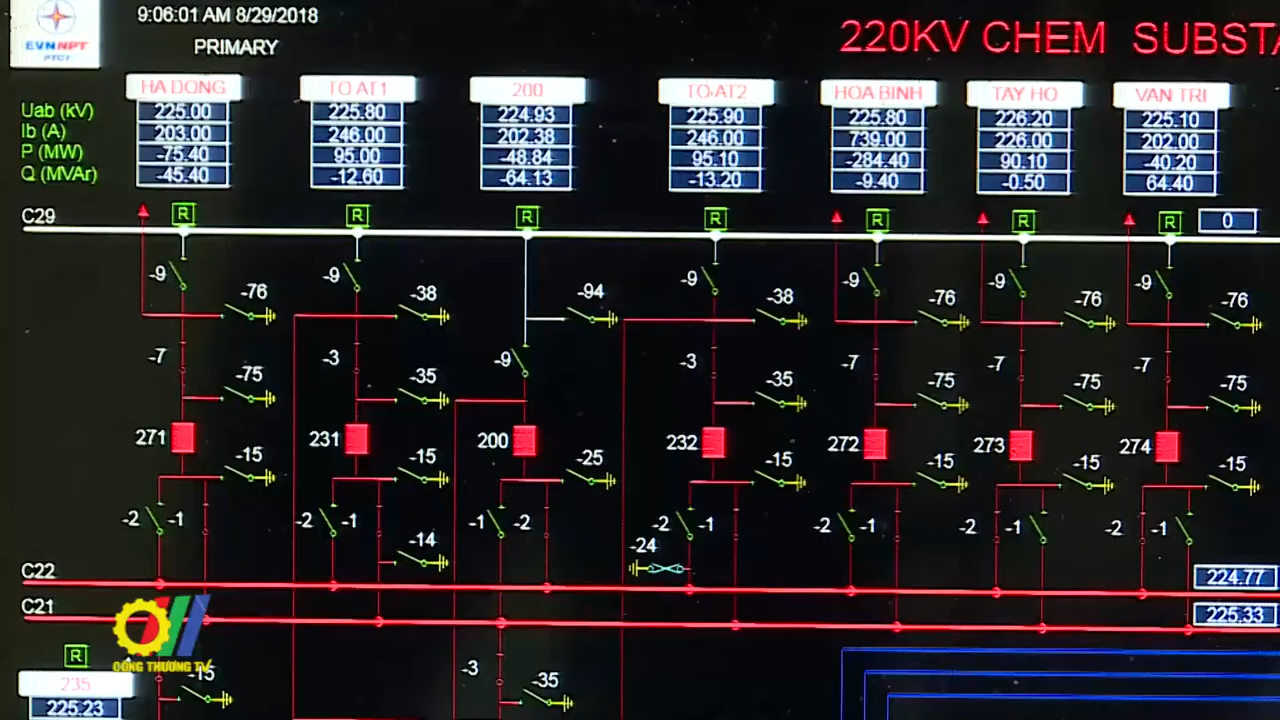 9:06:01 AM 8/29/2018
EVNNPT
PTC1
PRIMARY
220KV CHEM SUBSTA
HA DONG TO AT1 200 TO AT2 HOA BINH TAY HO VAN TRI
Uab (kV) 225.00 225.80 224.93 225.90 225.80 226.20 225.10
Ib (A) 203.00 246.00 202.38 246.00 739.00 226.00 202.00
P (MW) -75.40 95.00 -48.84 95.10 -284.40 90.10 -40.20
Q (MVAr) -45.40 -12.60 -64.13 -13.20 -9.40 -0.50 64.40
C29 R R R R R R R 0
-9 -9 -9 -9 -9 -9
-76 -38 -94 -38 -76 -76 -76
-7 -3 -9 -3 -7 -7 -7
-75 -35 -35 -75 -75 -75
271 231 200 232 272 273 274
-15 -15 -25 -15 -15 -15 -15
-2 -1 -2 -1 -1 -2 -2 -1 -2 -1 -2 -1 -2 -1
-14 -24
C22 224.77
C21 225.33
CÔNG THƯƠNG TV
R
235 -15 -3 -35
225.23